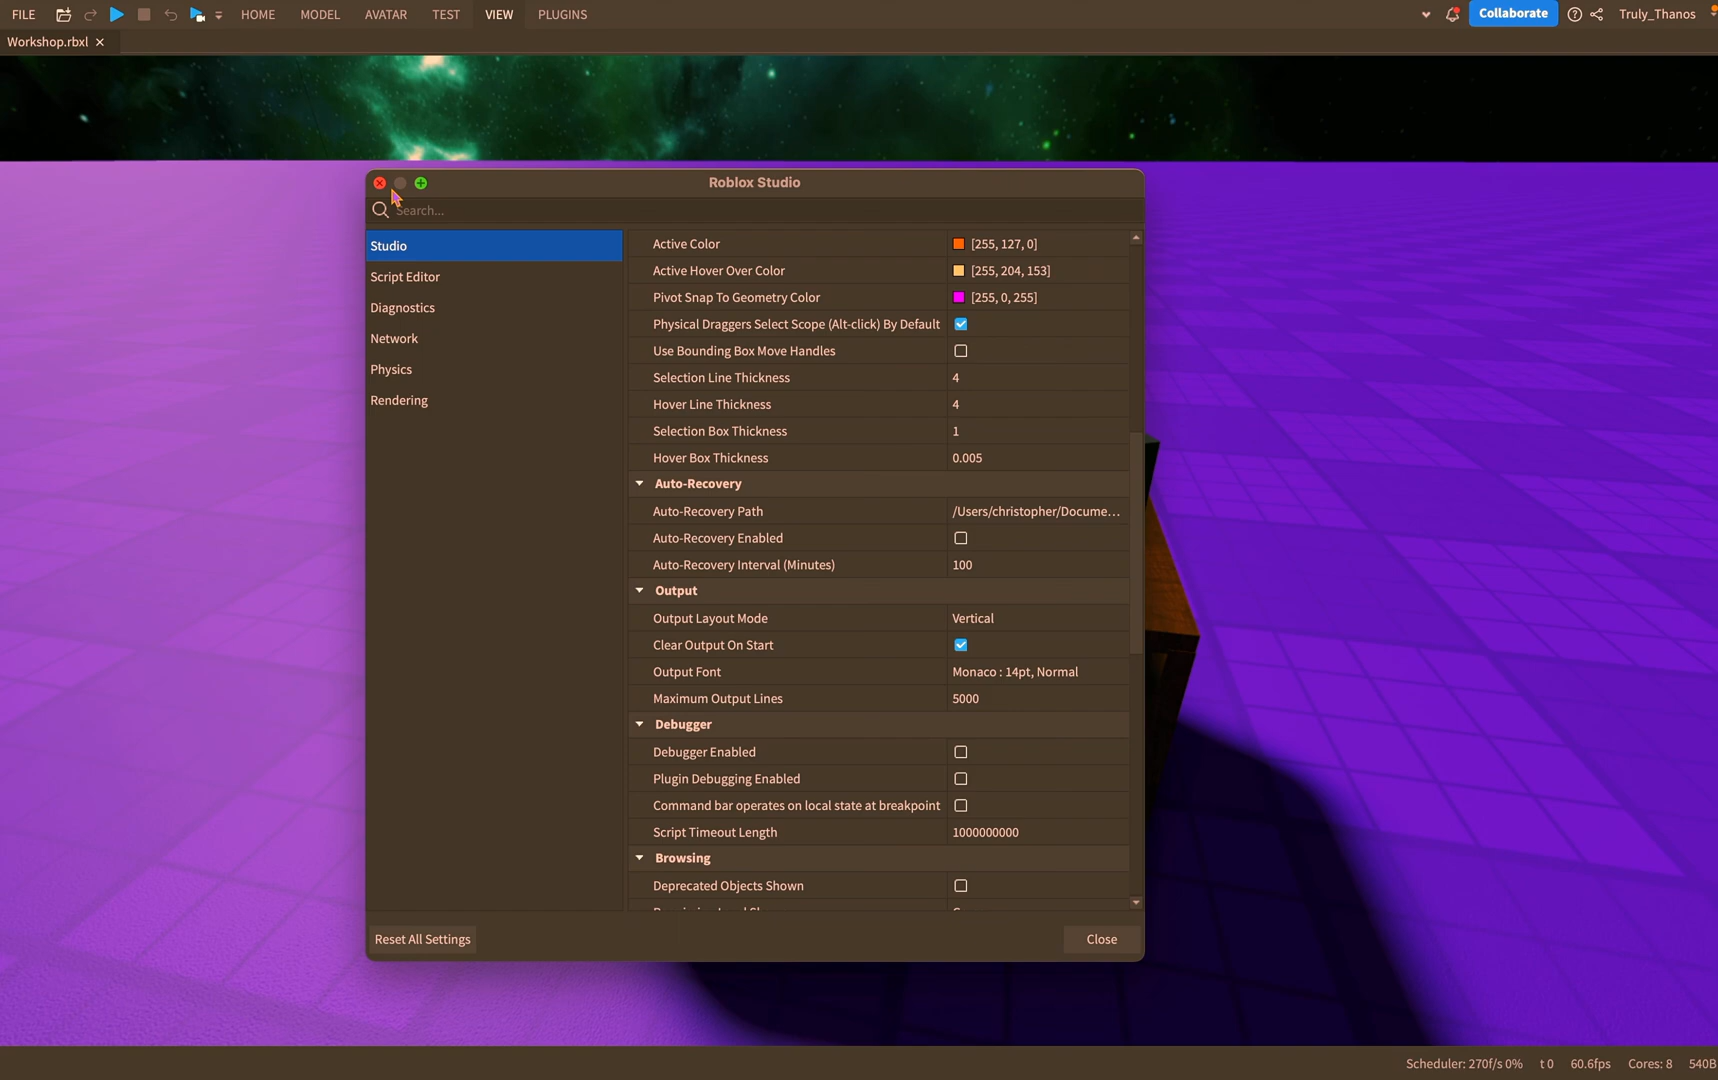 FILE HOME MODEL AVATAR TEST VIEW PLUGINS Collaborate Truly_Thanos
Workshop.rbxl
Roblox Studio
Search...
Studio
Script Editor
Diagnostics
Network
Physics
Rendering
Active Color [255, 127, 0]
Active Hover Over Color [255, 204, 153]
Pivot Snap To Geometry Color [255, 0, 255]
Physical Draggers Select Scope (Alt-click) By Default
Use Bounding Box Move Handles
Selection Line Thickness 4
Hover Line Thickness 4
Selection Box Thickness 1
Hover Box Thickness 0.005
Auto-Recovery
Auto-Recovery Path /Users/christopher/Docume...
Auto-Recovery Enabled
Auto-Recovery Interval (Minutes) 100
Output
Output Layout Mode Vertical
Clear Output On Start
Output Font Monaco : 14pt, Normal
Maximum Output Lines 5000
Debugger
Debugger Enabled
Plugin Debugging Enabled
Command bar operates on local state at breakpoint
Script Timeout Length 1000000000
Browsing
Deprecated Objects Shown
Reset All Settings Close
Scheduler: 270f/s 0% t 0 60.6fps Cores: 8 540B